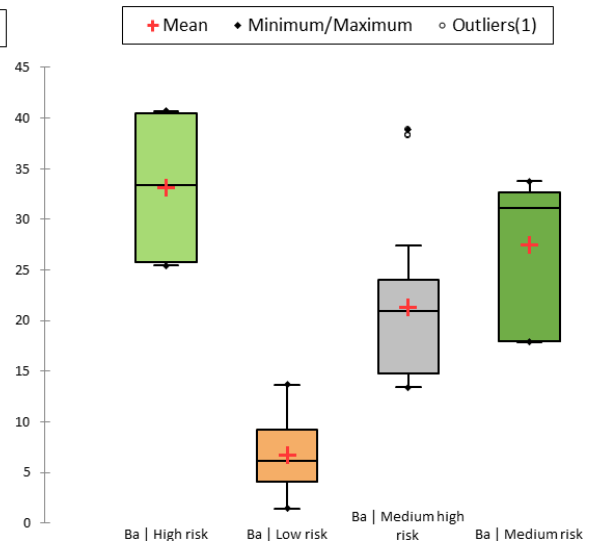 Mean Minimum/Maximum Outliers(1)
45
40
35
30
25
20
15
10
5
0
Ba | High risk
Ba | Low risk
Ba | Medium high
risk
Ba | Medium risk